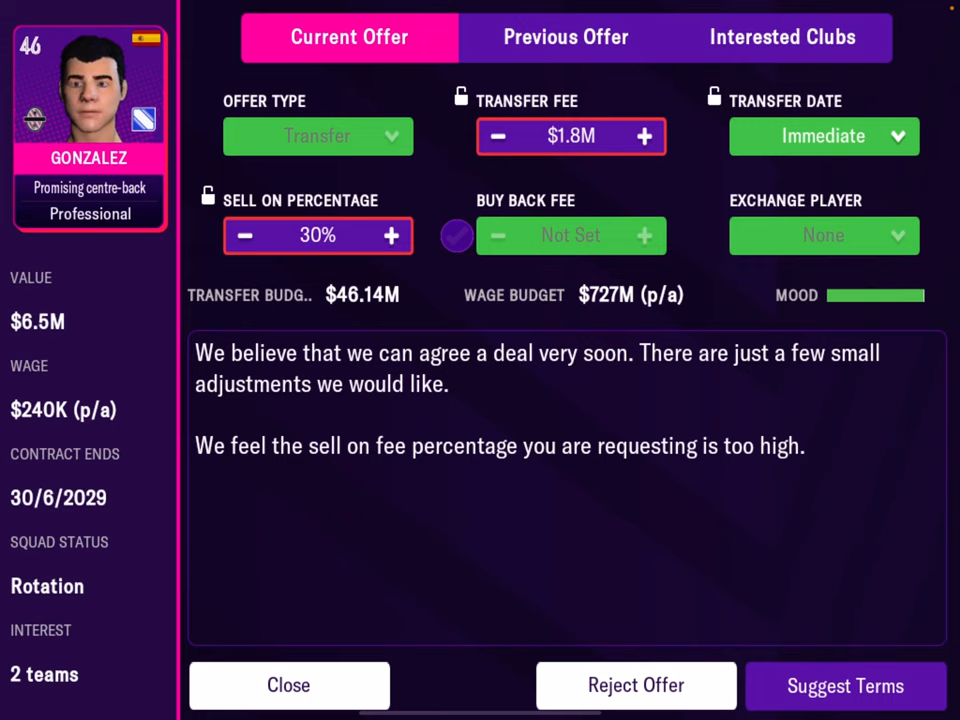 Current Offer
Previous Offer
Interested Clubs
46
GONZALEZ
Promising centre-back
Professional
OFFER TYPE
TRANSFER FEE
TRANSFER DATE
Transfer
- $1.8M +
Immediate
SELL ON PERCENTAGE
BUY BACK FEE
EXCHANGE PLAYER
- 30% +
- Not Set +
None
TRANSFER BUDG.. $46.14M
WAGE BUDGET $727M (p/a)
MOOD
VALUE
$6.5M
WAGE
$240K (p/a)
CONTRACT ENDS
30/6/2029
SQUAD STATUS
Rotation
INTEREST
2 teams
We believe that we can agree a deal very soon. There are just a few small
adjustments we would like.
We feel the sell on fee percentage you are requesting is too high.
Close
Reject Offer
Suggest Terms